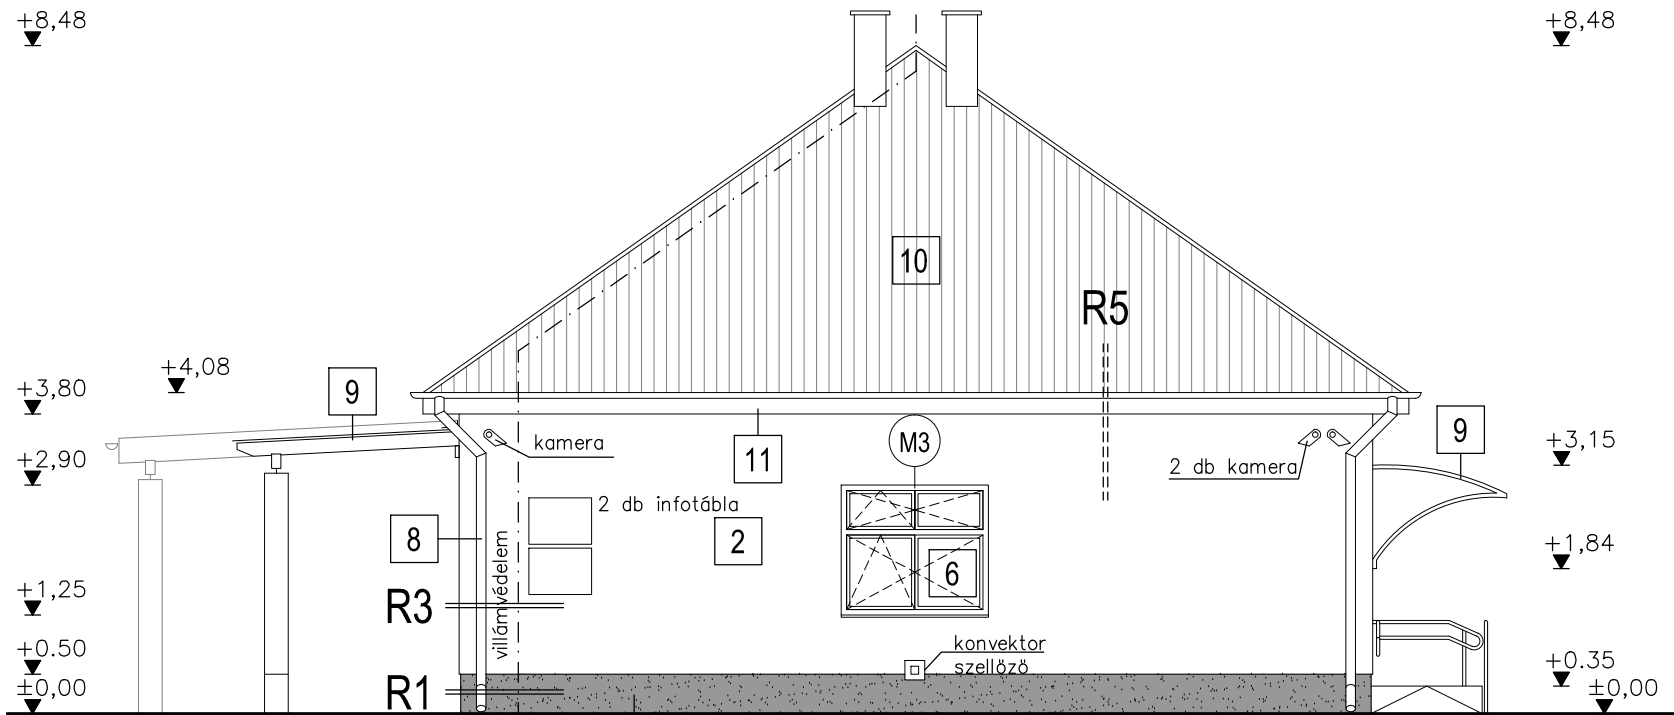 +8,48
+8,48
10
R5
+4,08
+3,80
9
9
kamera
M3
11
+3,15
2 db kamera
+2,90
2 db infotábla
8
2
+1,84
villámvédelem
6
+1,25
R3
konvektor
szellőző
+0.50
+0.35
±0,00
R1
±0,00